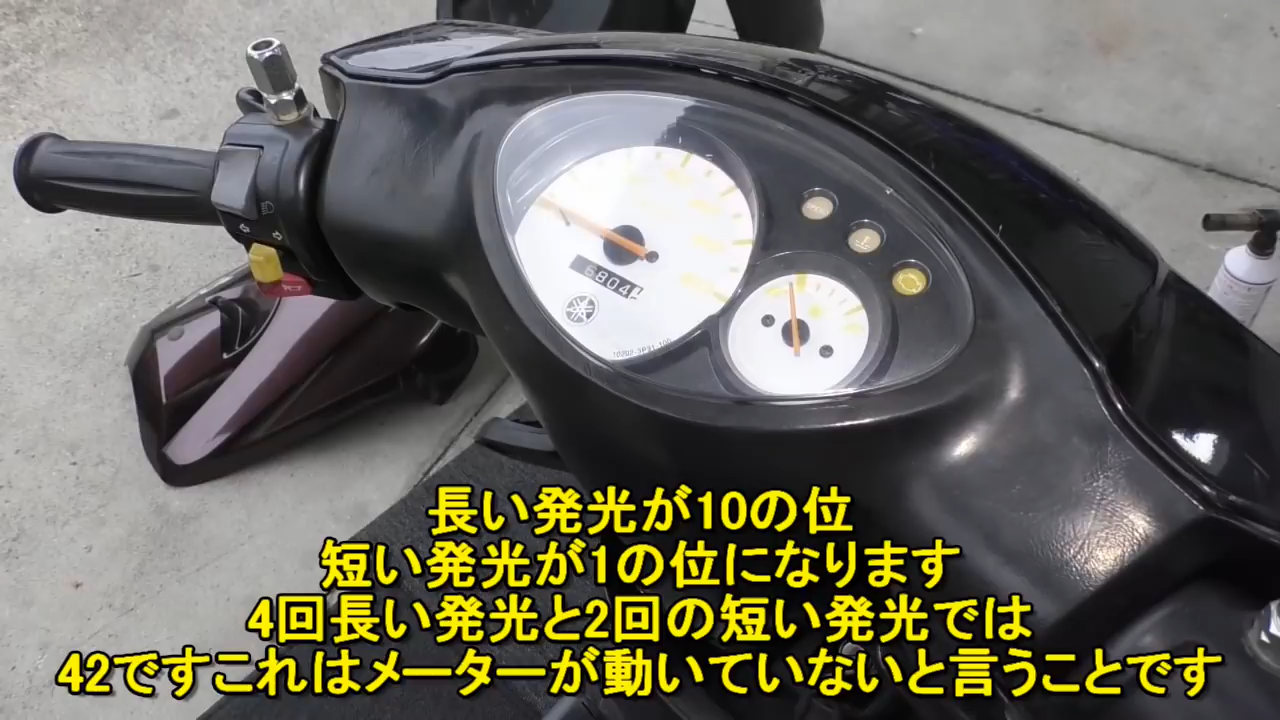 6804
長い発光が10の位
短い発光が1の位になります
4回長い発光と2回の短い発光では
42ですこれはメーターが動いていないと言うことです